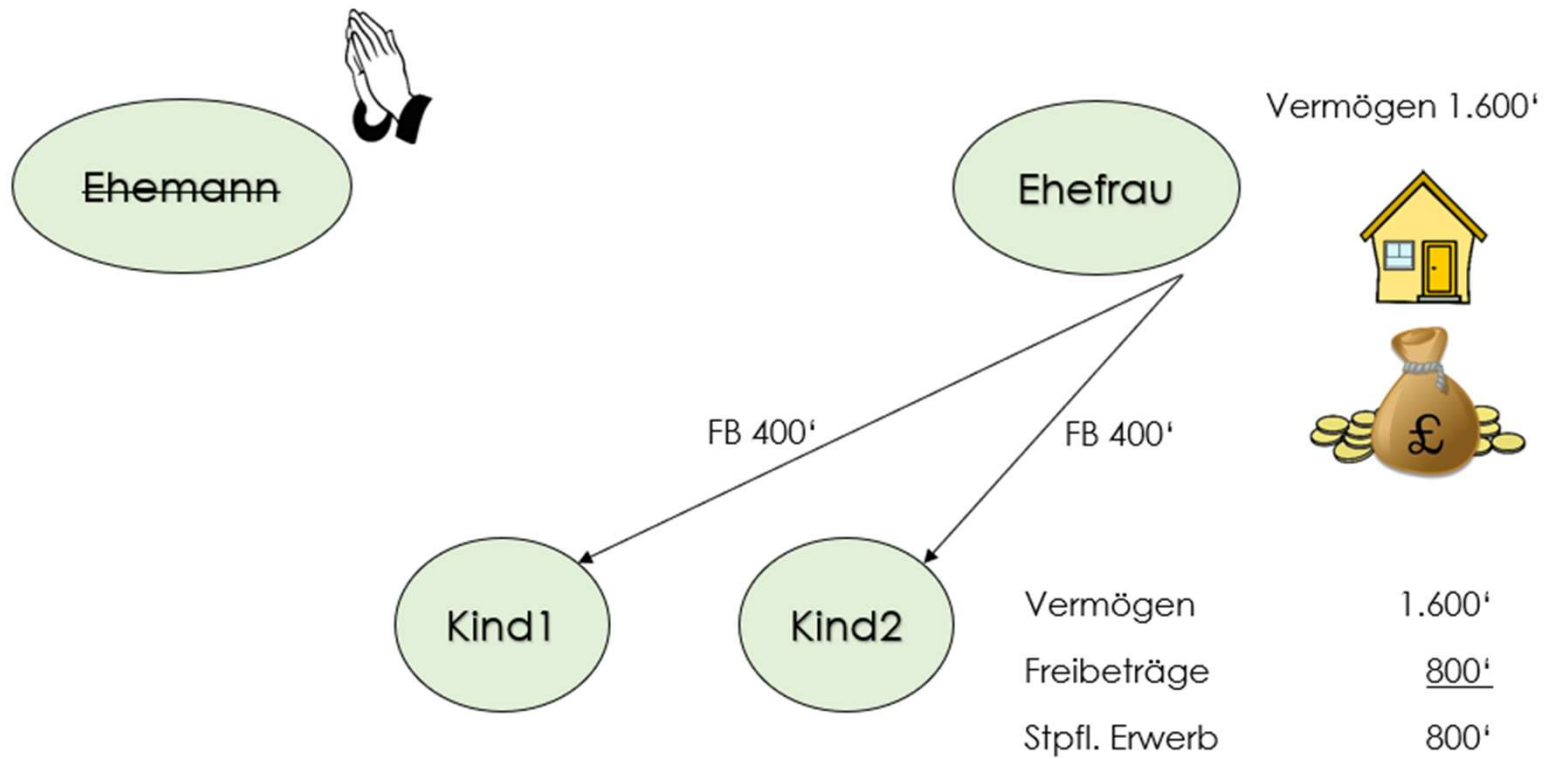 Vermögen 1.600‘
Ehemann
Ehefrau
£
FB 400‘
FB 400‘
Kind1
Kind2
Vermögen 1.600‘
Freibeträge 800‘
Stpfl. Erwerb 800‘